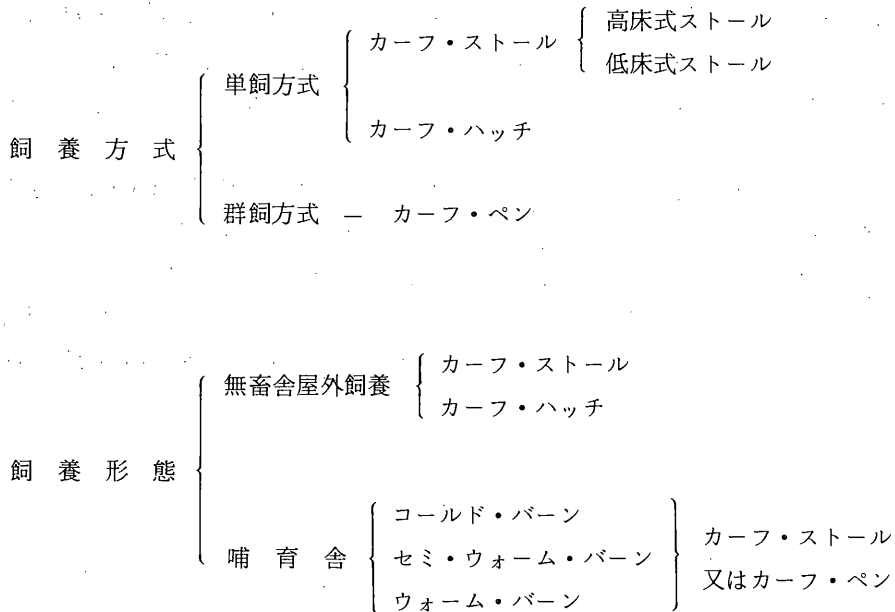 高床式ストール
カーフ・ストール
低床式ストール
単飼方式
カーフ・ハッチ
飼養方式
群飼方式 － カーフ・ペン
カーフ・ストール
無畜舎屋外飼養
カーフ・ハッチ
飼養形態
コールド・バーン
カーフ・ストール
哺育舎
セミ・ウォーム・バーン
又はカーフ・ペン
ウォーム・バーン